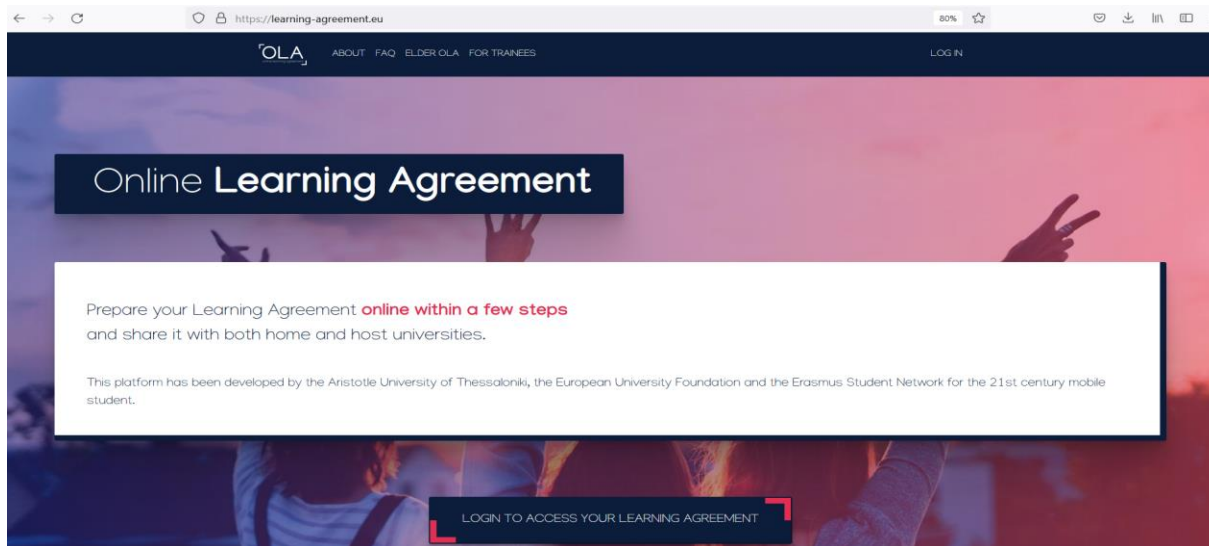 https://learning-agreement.eu
80%
OLA
ABOUT FAQ ELDER OLA FOR TRAINEES
LOG IN
Online Learning Agreement
Prepare your Learning Agreement online within a few steps
and share it with both home and host universities.
This platform has been developed by the Aristotle University of Thessaloniki, the European University Foundation and the Erasmus Student Network for the 21st century mobile
student.
LOGIN TO ACCESS YOUR LEARNING AGREEMENT